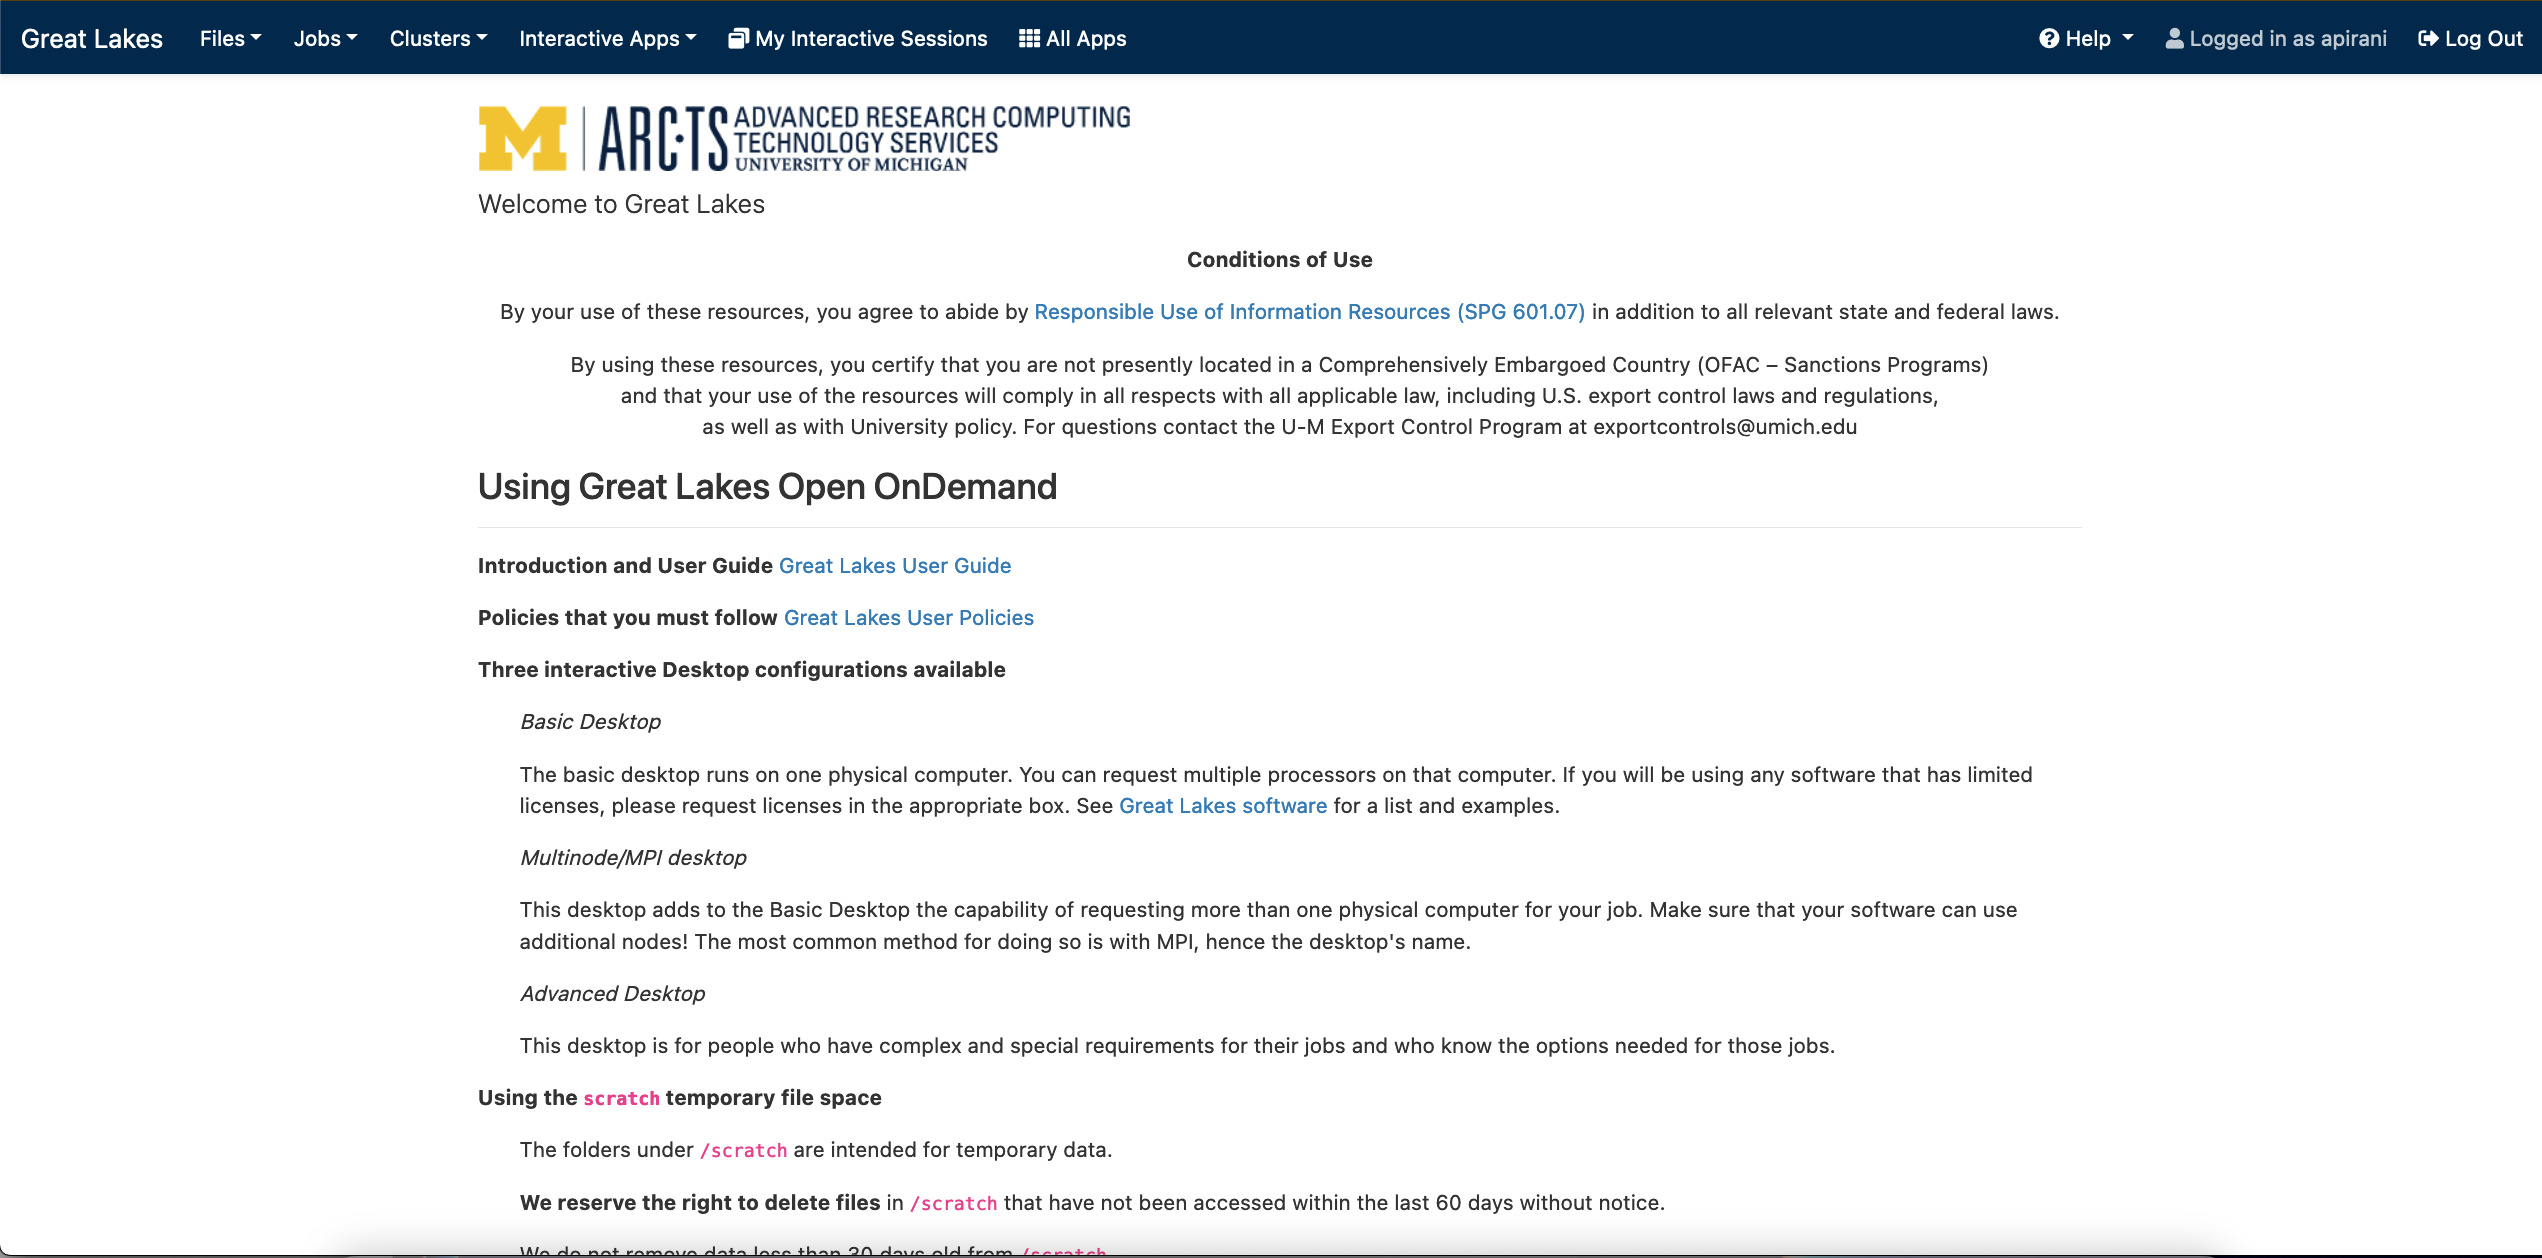 Great Lakes Files Jobs Clusters Interactive Apps My Interactive Sessions All Apps Help Logged in as apirani Log Out
M ARC-TS ADVANCED RESEARCH COMPUTING
TECHNOLOGY SERVICES
UNIVERSITY OF MICHIGAN
Welcome to Great Lakes
Conditions of Use
By your use of these resources, you agree to abide by Responsible Use of Information Resources (SPG 601.07) in addition to all relevant state and federal laws.
By using these resources, you certify that you are not presently located in a Comprehensively Embargoed Country (OFAC – Sanctions Programs)
and that your use of the resources will comply in all respects with all applicable law, including U.S. export control laws and regulations,
as well as with University policy. For questions contact the U-M Export Control Program at exportcontrols@umich.edu
Using Great Lakes Open OnDemand
Introduction and User Guide Great Lakes User Guide
Policies that you must follow Great Lakes User Policies
Three interactive Desktop configurations available
Basic Desktop
The basic desktop runs on one physical computer. You can request multiple processors on that computer. If you will be using any software that has limited
licenses, please request licenses in the appropriate box. See Great Lakes software for a list and examples.
Multinode/MPI desktop
This desktop adds to the Basic Desktop the capability of requesting more than one physical computer for your job. Make sure that your software can use
additional nodes! The most common method for doing so is with MPI, hence the desktop's name.
Advanced Desktop
This desktop is for people who have complex and special requirements for their jobs and who know the options needed for those jobs.
Using the scratch temporary file space
The folders under /scratch are intended for temporary data.
We reserve the right to delete files in /scratch that have not been accessed within the last 60 days without notice.
We do not remove data less than 30 days old from /scratch